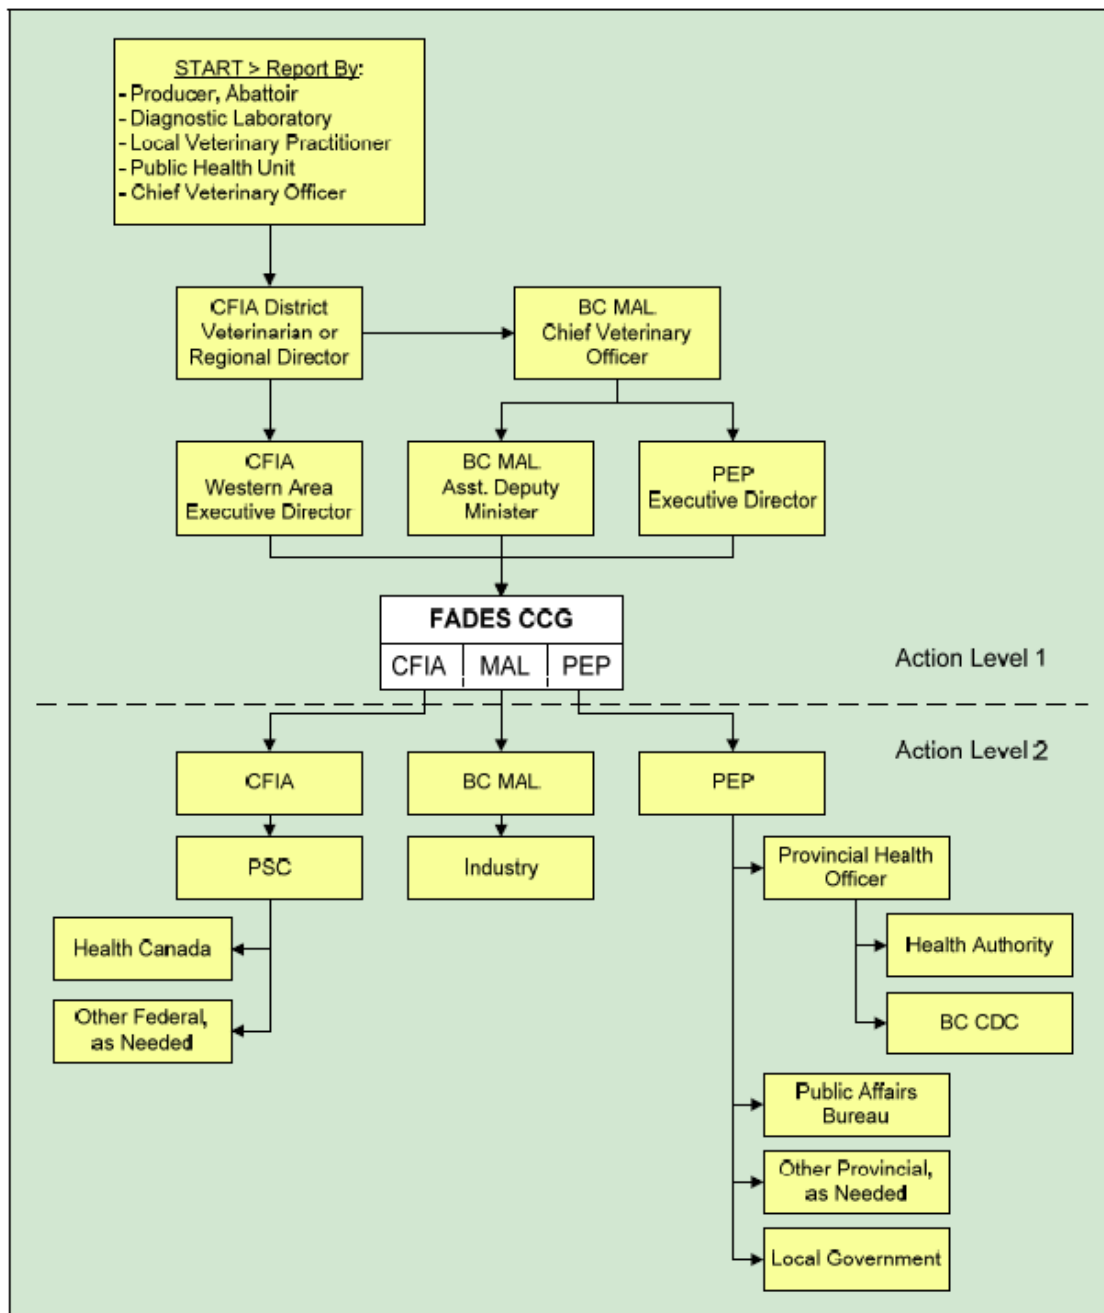 START > Report By:
- Producer, Abattoir
- Diagnostic Laboratory
- Local Veterinary Practitioner
- Public Health Unit
- Chief Veterinary Officer
CFIA District
Veterinarian or
Regional Director
BC MAL
Chief Veterinary
Officer
CFIA
Western Area
Executive Director
BC MAL
Asst. Deputy
Minister
PEP
Executive Director
FADES CCG
CFIA
MAL
PEP
Action Level 1
Action Level 2
CFIA
BC MAL
PEP
PSC
Industry
Provincial Health
Officer
Health Canada
Health Authority
Other Federal,
as Needed
BC CDC
Public Affairs
Bureau
Other Provincial,
as Needed
Local Government